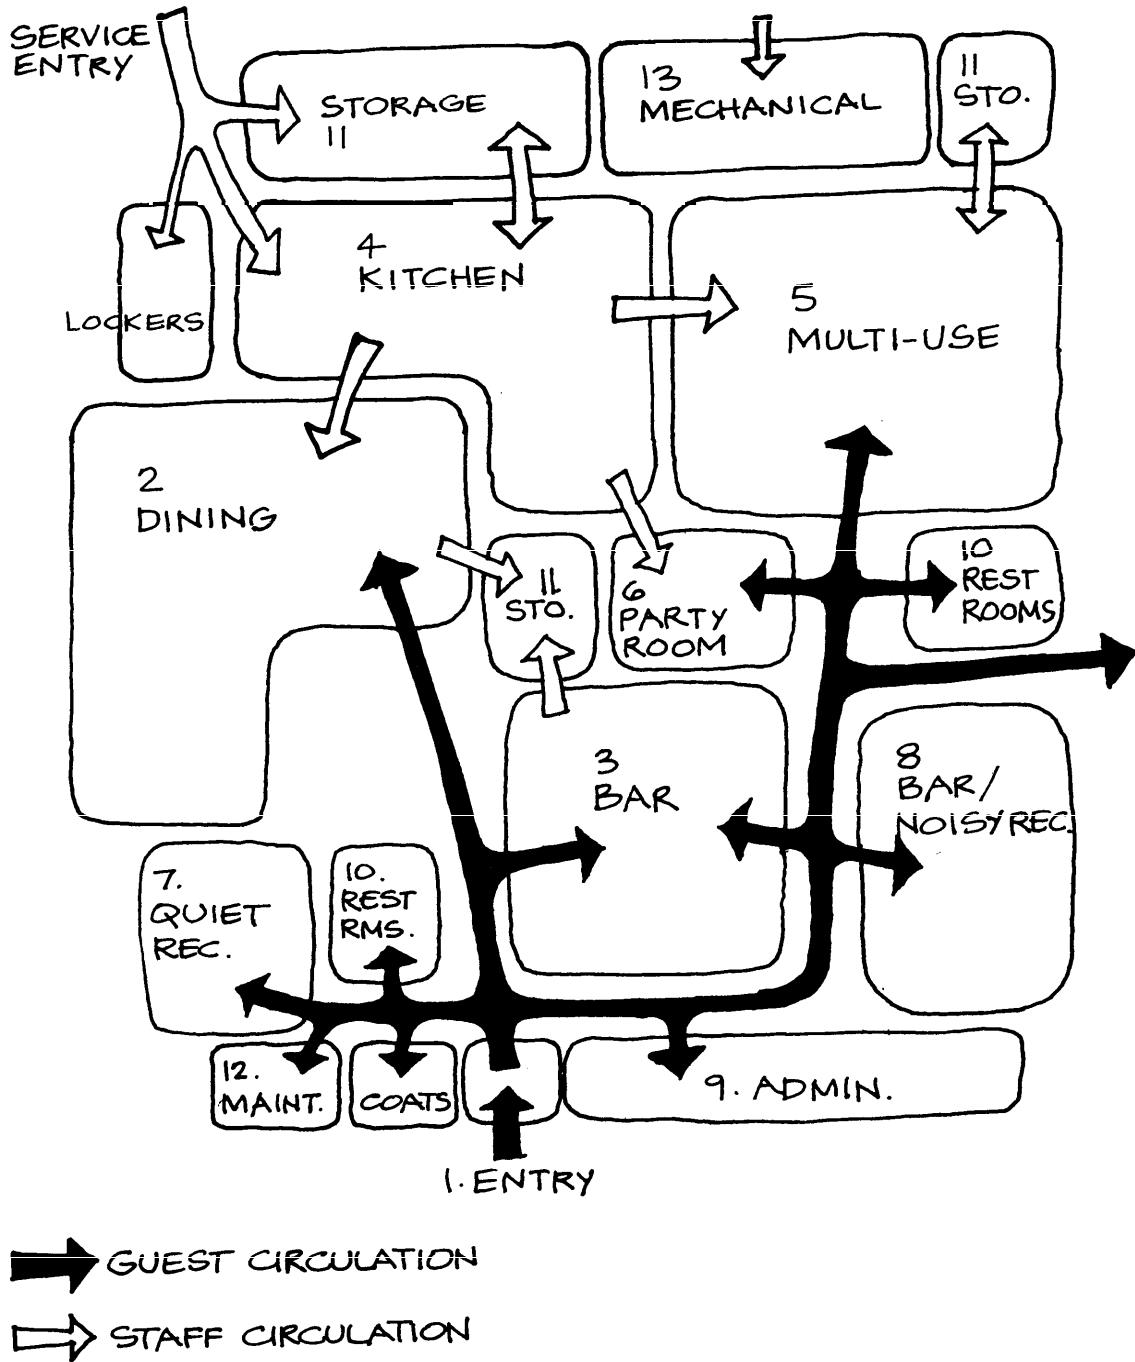 SERVICE
ENTRY
STORAGE
11
13
MECHANICAL
11
STO.
4
KITCHEN
5
MULTI-USE
LOCKERS
2
DINING
11
STO.
6
PARTY
ROOM
10
REST
ROOMS
3
BAR
8
BAR/
NOISY REC.
7.
QUIET
REC.
10.
REST
RMS.
12.
MAINT.
COATS
9. ADMIN.
1. ENTRY
GUEST CIRCULATION
STAFF CIRCULATION